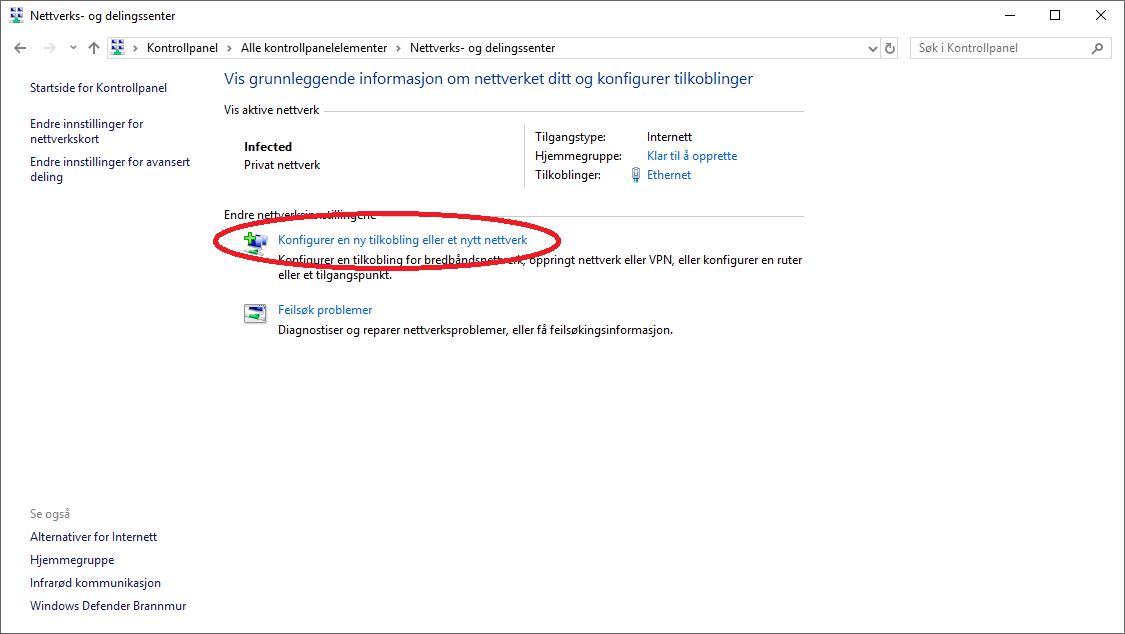 Nettverks- og delingssenter
Kontrollpanel > Alle kontrollpanelelementer > Nettverks- og delingssenter
Søk i Kontrollpanel
Startside for Kontrollpanel
Endre innstillinger for
nettverkskort
Endre innstillinger for avansert
deling
Vis grunnleggende informasjon om nettverket ditt og konfigurer tilkoblinger
Vis aktive nettverk
Infected
Privat nettverk
Tilgangstype: Internett
Hjemmegruppe: Klar til å opprette
Tilkoblinger: Ethernet
Endre nettverksinnstillingene
Konfigurer en ny tilkobling eller et nytt nettverk
Konfigurer en tilkobling for bredbåndsnettverk, oppringt nettverk eller VPN, eller konfigurer en ruter
eller et tilgangspunkt.
Feilsøk problemer
Diagnostiser og reparer nettverksproblemer, eller få feilsøkingsinformasjon.
Se også
Alternativer for Internett
Hjemmegruppe
Infrarød kommunikasjon
Windows Defender Brannmur